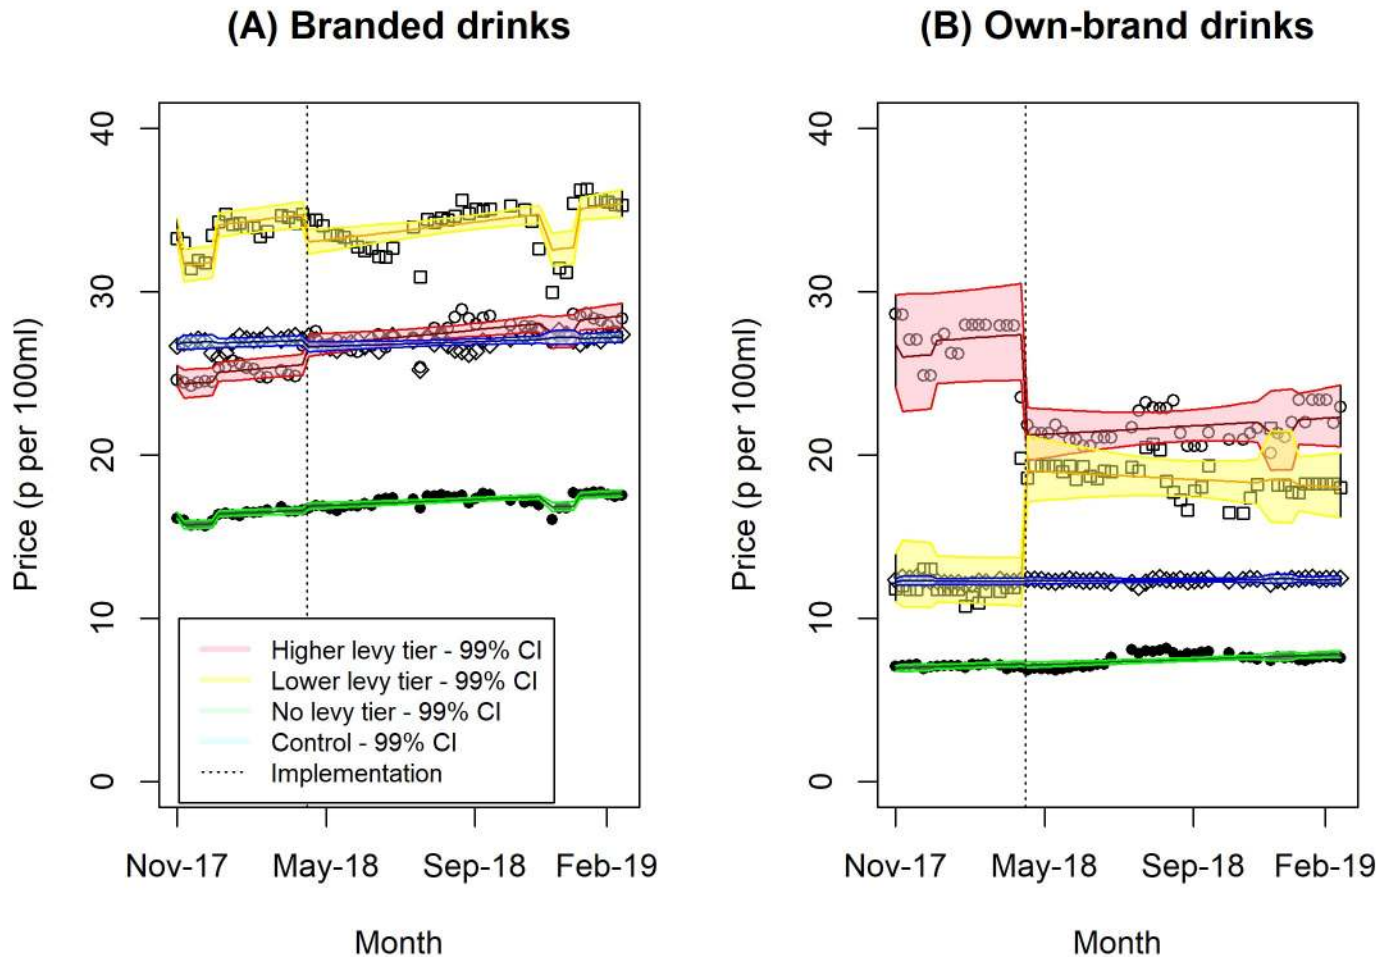 (A) Branded drinks
(B) Own-brand drinks
Price (p per 100ml)
40
30
20
10
0
Higher levy tier - 99% CI
Lower levy tier - 99% CI
No levy tier - 99% CI
Control - 99% CI
Implementation
Nov-17 May-18 Sep-18 Feb-19
Month
Price (p per 100ml)
40
30
20
10
0
Nov-17 May-18 Sep-18 Feb-19
Month